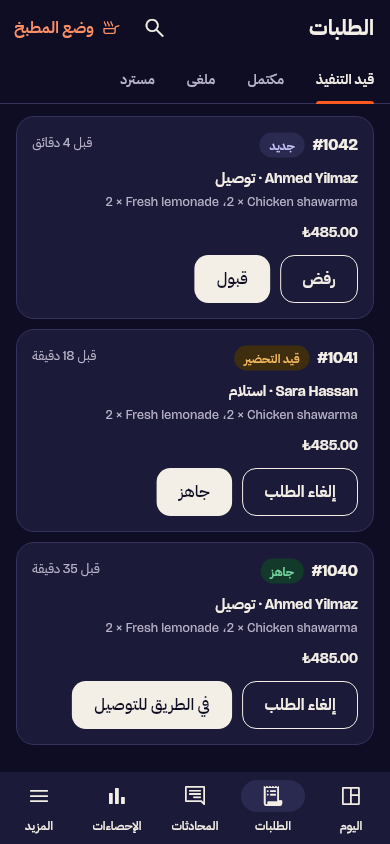 الطلبات
وضع المطبخ
قيد التنفيذ
مكتمل
ملغى
مسترد
#1042 جديد قبل 4 دقائق
Ahmed Yilmaz · توصيل
2 × Fresh lemonade ،2 × Chicken shawarma
₺485.00
رفض
قبول
#1041 قيد التحضير قبل 18 دقيقة
Sara Hassan · استلام
2 × Fresh lemonade ،2 × Chicken shawarma
₺485.00
إلغاء الطلب
جاهز
#1040 جاهز قبل 35 دقيقة
Ahmed Yilmaz · توصيل
2 × Fresh lemonade ،2 × Chicken shawarma
₺485.00
إلغاء الطلب
في الطريق للتوصيل
اليوم
الطلبات
المحادثات
الإحصاءات
المزيد